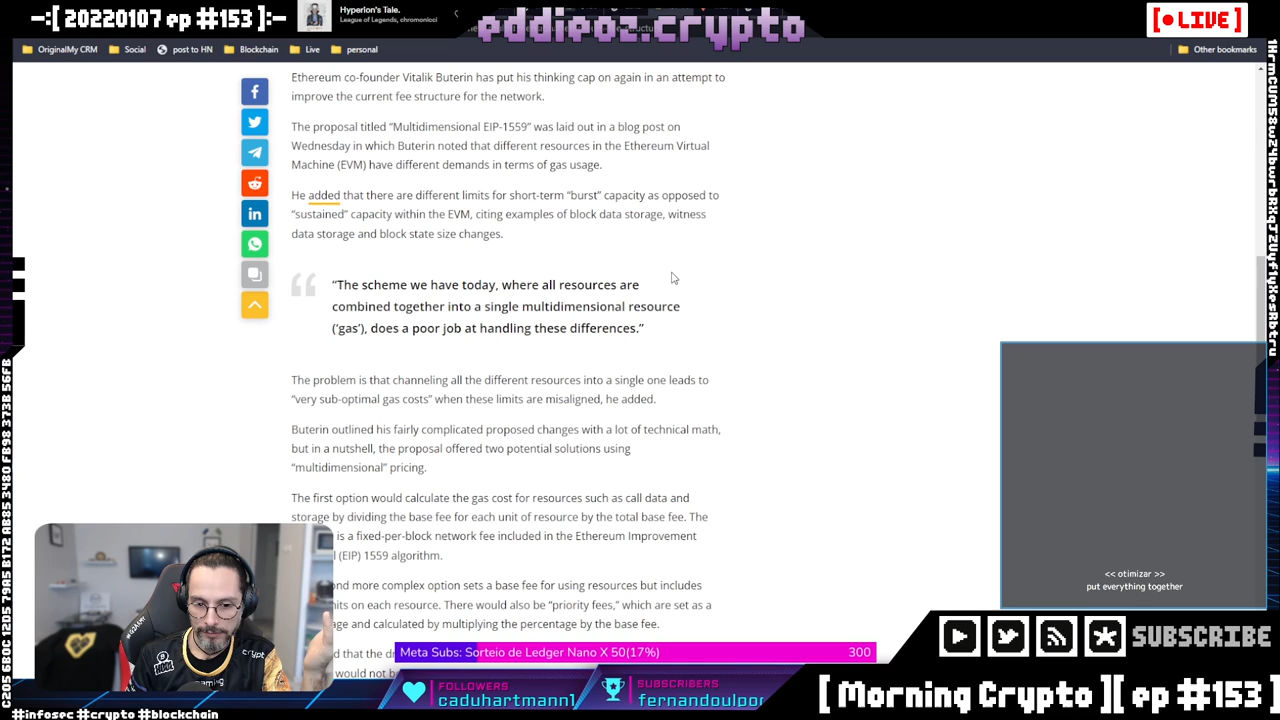 -:[ 20220107 ep #153 ]:-
Hyperion's Tale.
League of Legends, chromonicci
eddieoz.crypto
[ • LIVE ]
OriginalMy CRM
Social
post to HN
Blockchain
Live
personal
Other bookmarks
Ethereum co-founder Vitalik Buterin has put his thinking cap on again in an attempt to
improve the current fee structure for the network.
The proposal titled “Multidimensional EIP-1559” was laid out in a blog post on
Wednesday in which Buterin noted that different resources in the Ethereum Virtual
Machine (EVM) have different demands in terms of gas usage.
He added that there are different limits for short-term “burst” capacity as opposed to
“sustained” capacity within the EVM, citing examples of block data storage, witness
data storage and block state size changes.
“The scheme we have today, where all resources are
combined together into a single multidimensional resource
(‘gas’), does a poor job at handling these differences.”
The problem is that channeling all the different resources into a single one leads to
“very sub-optimal gas costs” when these limits are misaligned, he added.
Buterin outlined his fairly complicated proposed changes with a lot of technical math,
but in a nutshell, the proposal offered two potential solutions using
“multidimensional” pricing.
The first option would calculate the gas cost for resources such as call data and
storage by dividing the base fee for each unit of resource by the total base fee. The
is a fixed-per-block network fee included in the Ethereum Improvement
(EIP) 1559 algorithm.
more complex option sets a base fee for using resources but includes
on each resource. There would also be “priority fees,” which are set as a
and calculated by multiplying the percentage by the base fee.
that the
would not
<< otimizar >>
put everything together
Meta Subs: Sorteio de Ledger Nano X 50(17%)
300
FOLLOWERS
caduhartmann1
SUBSCRIBERS
fernandoulpou
SUBSCRIBE
[ Morning Crypto ][ ep #153 ]
#infosec #crypto #blockchain